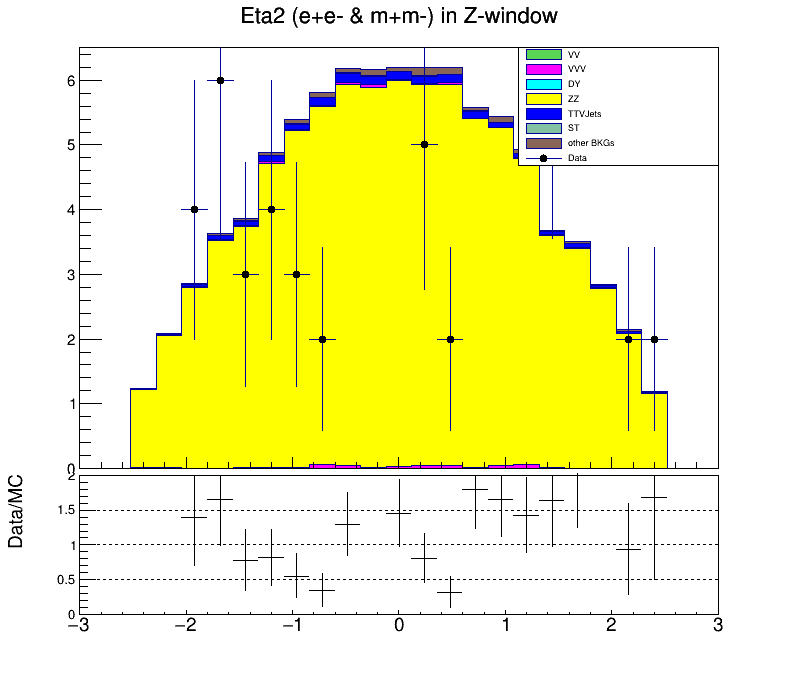 Eta2 (e+e- & m+m-) in Z-window
VV
VVV
DY
ZZ
TTVJets
ST
other BKGs
Data
6
5
4
3
2
1
0
Data/MC
2
1.5
1
0.5
0
−3 −2 −1 0 1 2 3